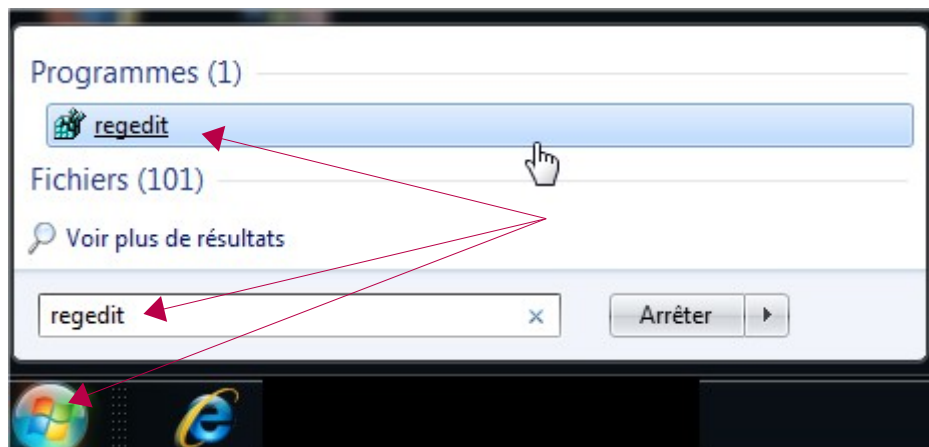 Programmes (1)
regedit
Fichiers (101)
Voir plus de résultats
regedit
Arrêter